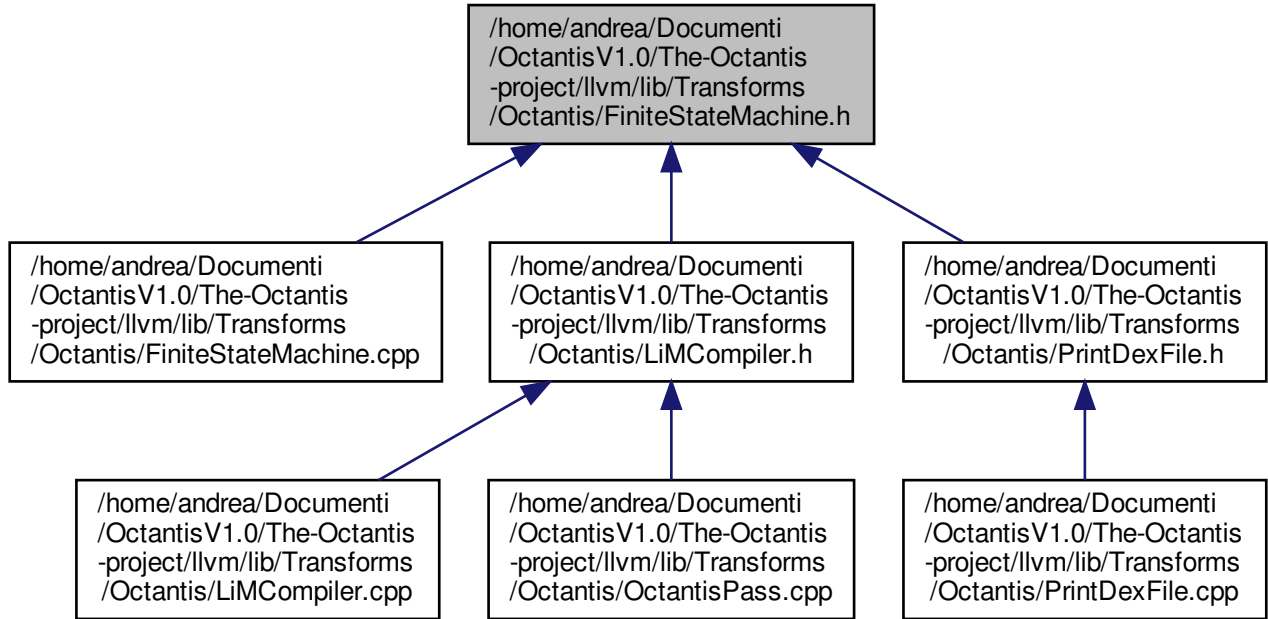 /home/andrea/Documenti
/OctantisV1.0/The-Octantis
-project/llvm/lib/Transforms
/Octantis/FiniteStateMachine.h
/home/andrea/Documenti
/OctantisV1.0/The-Octantis
-project/llvm/lib/Transforms
/Octantis/FiniteStateMachine.cpp
/home/andrea/Documenti
/OctantisV1.0/The-Octantis
-project/llvm/lib/Transforms
/Octantis/LiMCompiler.h
/home/andrea/Documenti
/OctantisV1.0/The-Octantis
-project/llvm/lib/Transforms
/Octantis/PrintDexFile.h
/home/andrea/Documenti
/OctantisV1.0/The-Octantis
-project/llvm/lib/Transforms
/Octantis/LiMCompiler.cpp
/home/andrea/Documenti
/OctantisV1.0/The-Octantis
-project/llvm/lib/Transforms
/Octantis/OctantisPass.cpp
/home/andrea/Documenti
/OctantisV1.0/The-Octantis
-project/llvm/lib/Transforms
/Octantis/PrintDexFile.cpp